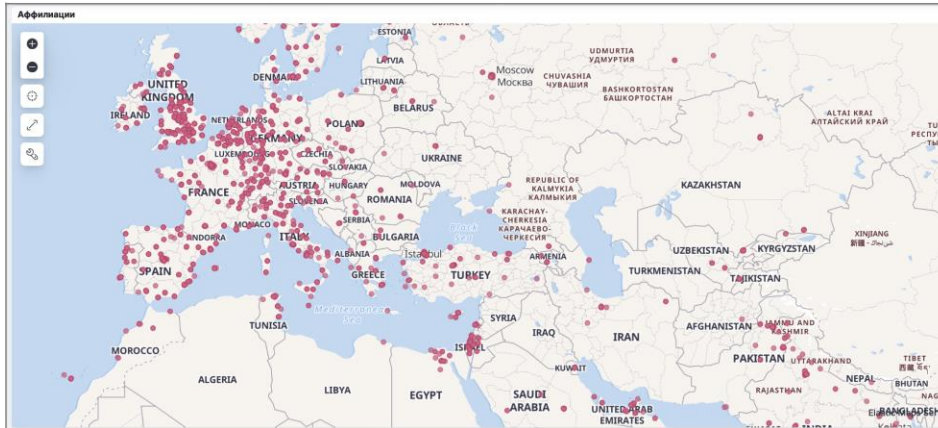 Аффилиации
ОБЛАСТЬ
ESTONIA
LATVIA
LITHUANIA
Moscow
Москва
UDMURTIA
УДМУРТИЯ
CHUVASHIA
ЧУВАШИЯ
BASHKORTOSTAN
БАШКОРТОСТАН
ALTAI KRAI
АЛТАЙСКИЙ КРАЙ
DENMARK
UNITED
KINGDOM
IRELAND
NETHERLANDS
BELARUS
POLAND
GERMANY
LUXEMBOURG
CZECHIA
UKRAINE
SLOVAKIA
FRANCE
AUSTRIA
HUNGARY
MOLDOVA
SLOVENIA
ROMANIA
REPUBLIC OF
KALMYKIA
КАЛМЫКИЯ
KAZAKHSTAN
KARACHAY-
CHERKESSIA
КАРАЧАЕВО-
ЧЕРКЕСИЯ
MONACO
ANDORRA
ITALY
SERBIA
BULGARIA
Black
Sea
XINJIANG
UZBEKISTAN
KYRGYZSTAN
SPAIN
ALBANIA
Istanbul
GREECE
TURKEY
ARMENIA
TURKMENISTAN
TAJIKISTAN
Mediterranean
Sea
TUNISIA
SYRIA
MOROCCO
ISRAEL
IRAQ
IRAN
AFGHANISTAN
JAMMU AND
KASHMIR
PAKISTAN
UTTARAKHAND
TIBET
ALGERIA
LIBYA
EGYPT
KUWAIT
SAUDI
ARABIA
UNITED ARAB
EMIRATES
RAJASTHAN
NEPAL
BHUTAN
BANGLADESH
INDIA